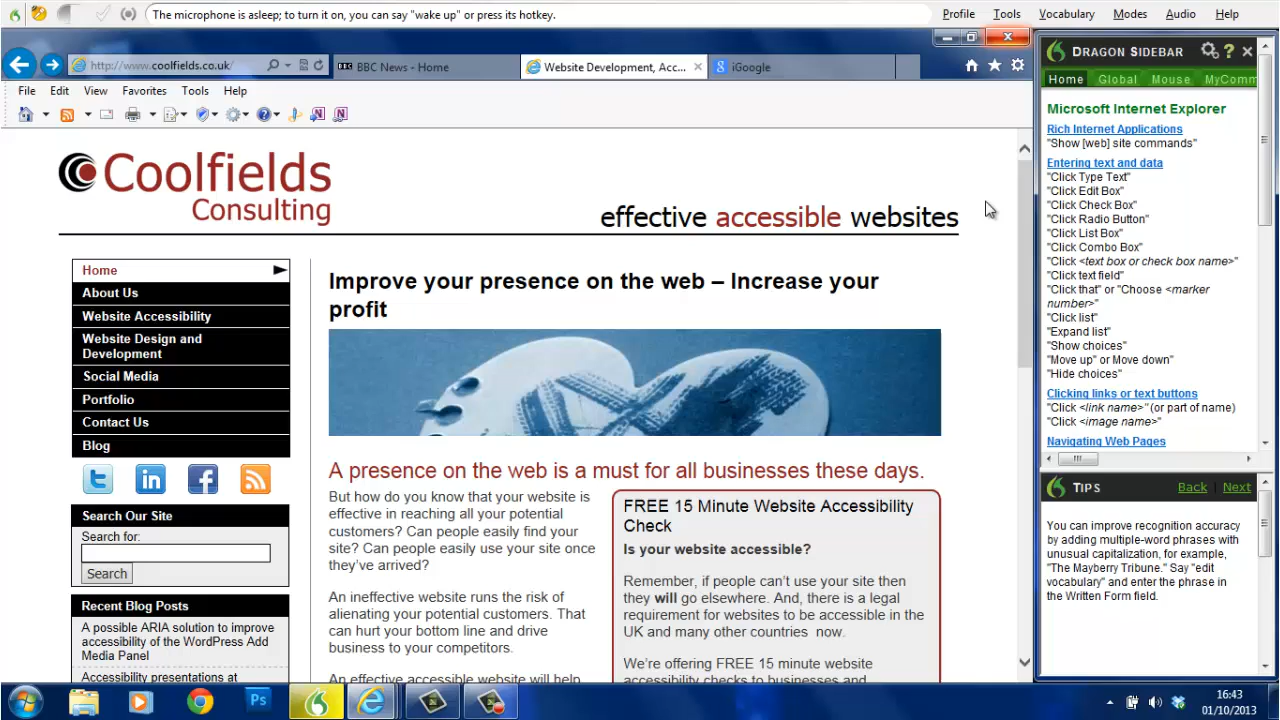 The microphone is asleep; to turn it on, you can say "wake up" or press its hotkey.
Profile Tools Vocabulary Modes Audio Help
http://www.coolfields.co.uk/
BBC News - Home
Website Development, Acc...
iGoogle
File Edit View Favorites Tools Help
Coolfields
Consulting
effective accessible websites
Home
About Us
Website Accessibility
Website Design and
Development
Social Media
Portfolio
Contact Us
Blog
Search Our Site
Search for:
Search
Recent Blog Posts
A possible ARIA solution to improve
accessibility of the WordPress Add
Media Panel
Accessibility presentations at
Improve your presence on the web – Increase your
profit
A presence on the web is a must for all businesses these days.
But how do you know that your website is
effective in reaching all your potential
customers? Can people easily find your
site? Can people easily use your site once
they've arrived?
An ineffective website runs the risk of
alienating your potential customers. That
can hurt your bottom line and drive
business to your competitors.
An effective accessible website will help
FREE 15 Minute Website Accessibility
Check
Is your website accessible?
Remember, if people can't use your site then
they will go elsewhere. And, there is a legal
requirement for websites to be accessible in the
UK and many other countries now.
We're offering FREE 15 minute website
accessibility checks to businesses and
DRAGON SIDEBAR
Home Global Mouse MyComm
Microsoft Internet Explorer
Rich Internet Applications
"Show [web] site commands"
Entering text and data
"Click Type Text"
"Click Edit Box"
"Click Check Box"
"Click Radio Button"
"Click List Box"
"Click Combo Box"
"Click <text box or check box name>"
"Click text field"
"Click that" or "Choose <marker
number>"
"Click list"
"Expand list"
"Show choices"
"Move up" or Move down"
"Hide choices"
Clicking links or text buttons
"Click <link name>" (or part of name)
"Click <image name>"
Navigating Web Pages
TIPS Back Next
You can improve recognition accuracy
by adding multiple-word phrases with
unusual capitalization, for example,
"The Mayberry Tribune." Say "edit
vocabulary" and enter the phrase in
the Written Form field.
Ps
16:43
01/10/2013